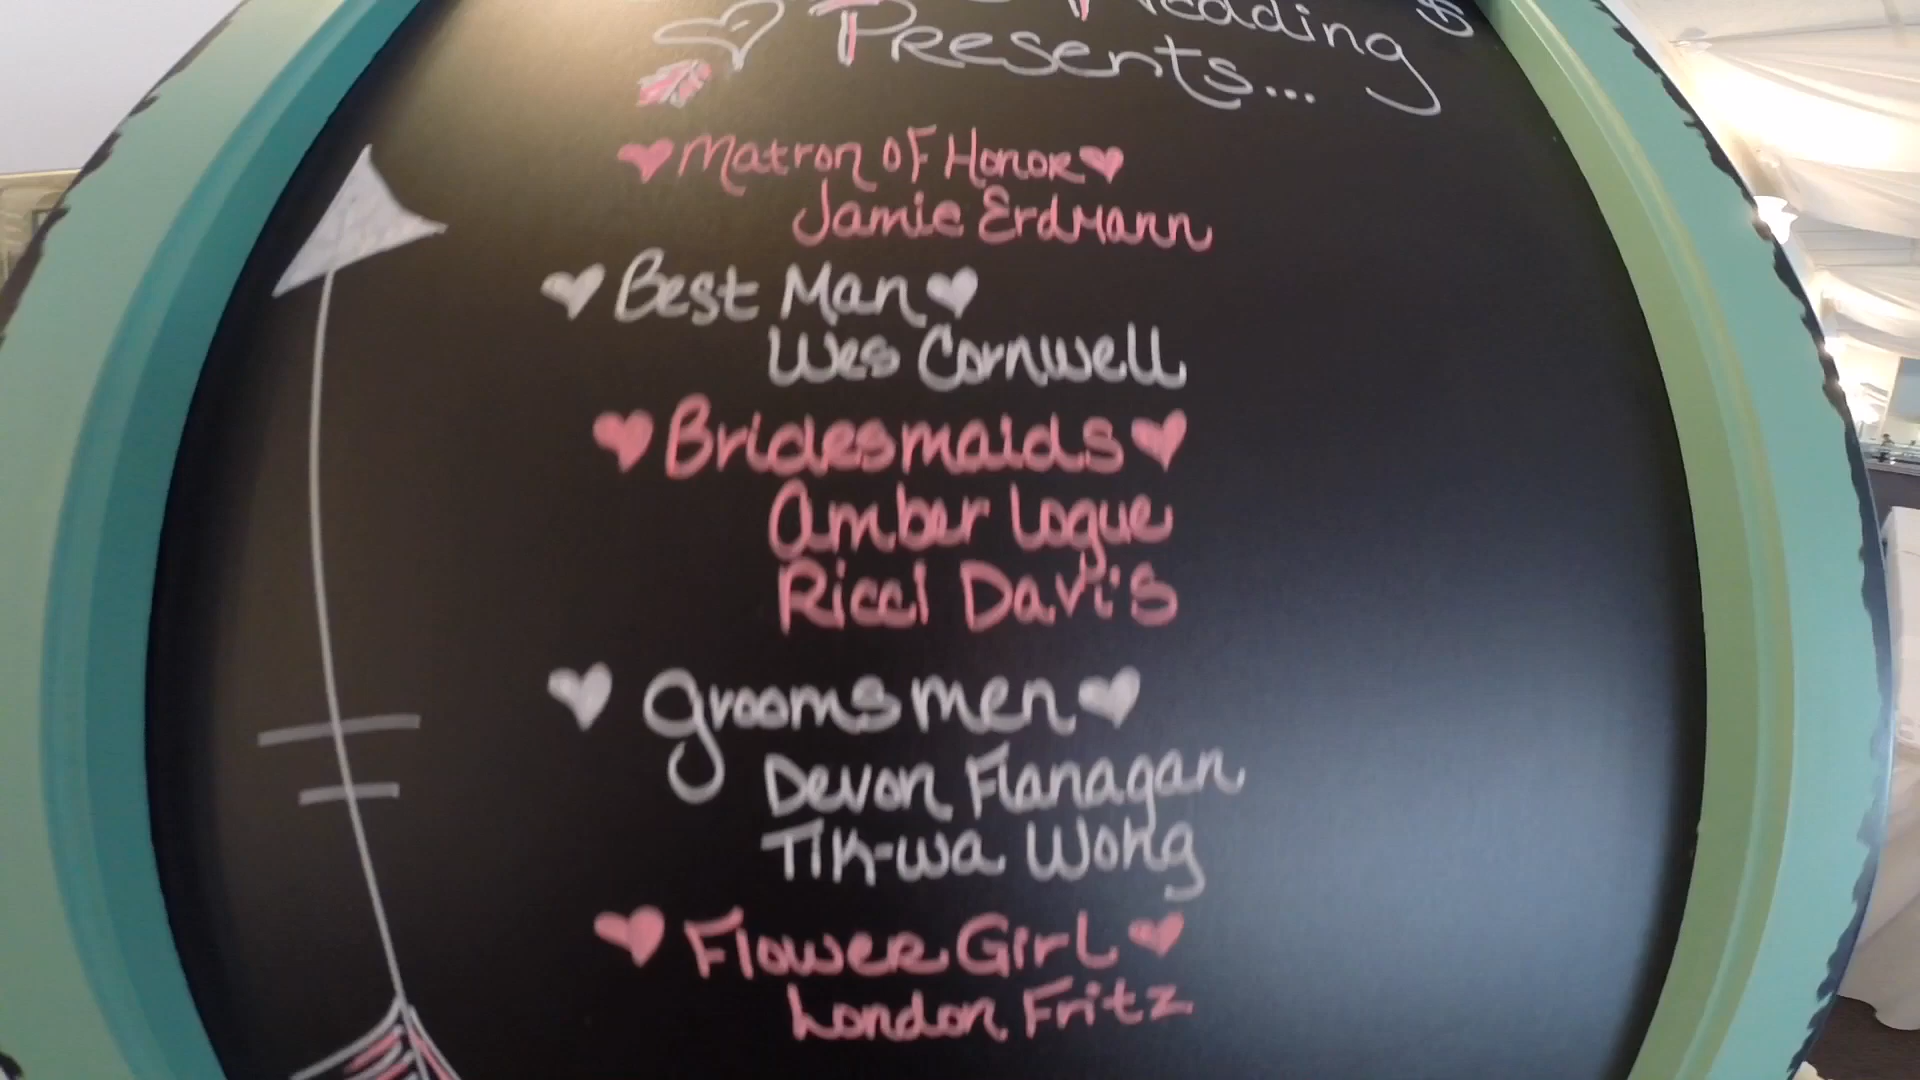 Wedding
Presents...
Matron of Honor
Jamie Erdmann
Best Man
Wes Cornwell
Bridesmaids
Amber Logue
Ricci Davis
Groomsmen
Devon Flanagan
Tik-wa Wong
Flower Girl
London Fritz